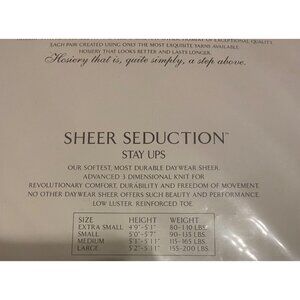 OF EXCEPTIONAL QUALITY.
EACH PAIR CREATED USING ONLY THE MOST EXQUISITE YARNS AVAILABLE
HOSIERY THAT LOOKS BETTER AND LASTS LONGER.
Hosiery that is, quite simply, a step above.
SHEER SEDUCTION™
STAY UPS
OUR SOFTEST, MOST DURABLE DAYWEAR SHEER.
ADVANCED 3 DIMENSIONAL KNIT FOR
REVOLUTIONARY COMFORT, DURABILITY AND FREEDOM OF MOVEMENT.
NO OTHER DAYWEAR SHEER OFFERS SUCH BEAUTY AND PERFORMANCE.
LOW LUSTER. REINFORCED TOE.
SIZE HEIGHT WEIGHT
EXTRA SMALL 4'9"-5'1" 80-110 LBS.
SMALL 5'0"-5'7" 90-135 LBS.
MEDIUM 5'1"-5'11" 115-165 LBS.
LARGE 5'2"-5'11" 155-200 LBS.